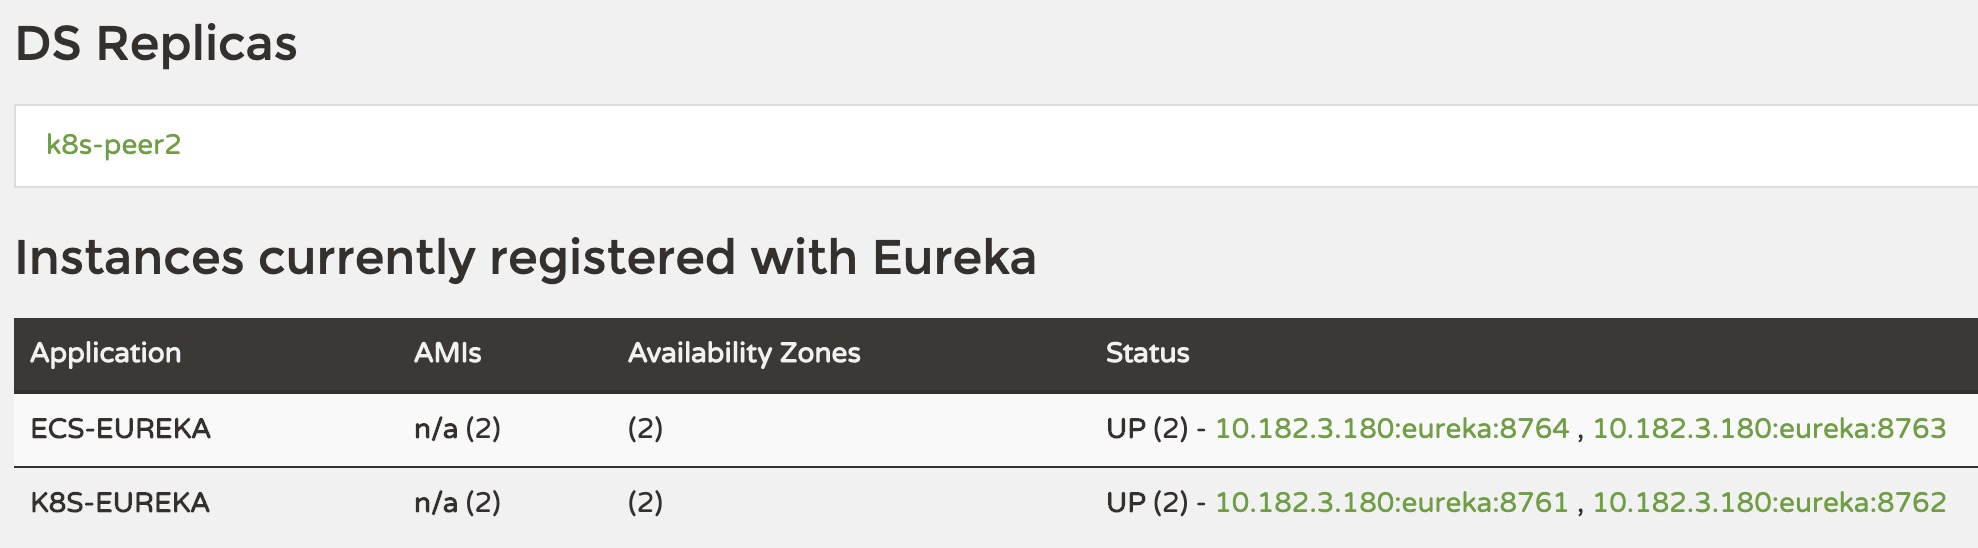 DS Replicas
k8s-peer2
Instances currently registered with Eureka
Application AMIs Availability Zones Status
ECS-EUREKA n/a (2) (2) UP (2) - 10.182.3.180:eureka:8764 , 10.182.3.180:eureka:8763
K8S-EUREKA n/a (2) (2) UP (2) - 10.182.3.180:eureka:8761 , 10.182.3.180:eureka:8762